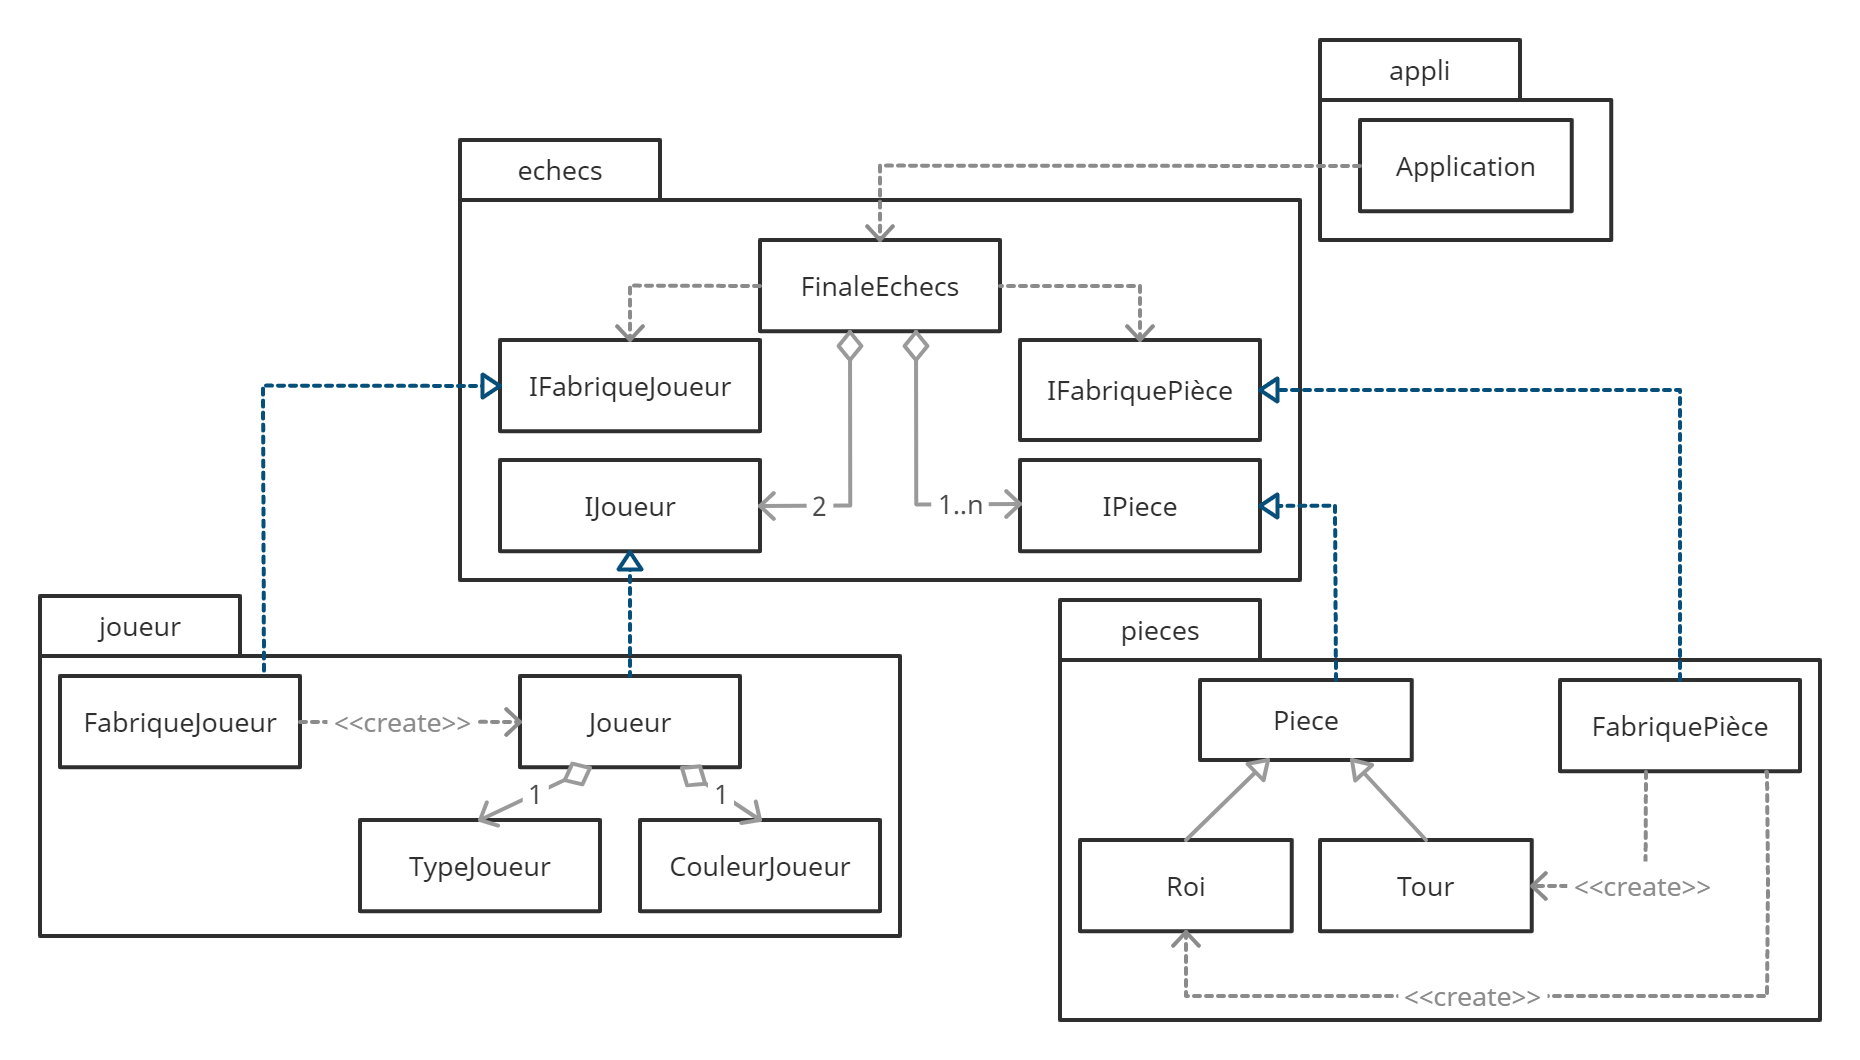 appli
Application
echecs
FinaleEchecs
IFabriqueJoueur
IFabriquePièce
IJoueur
2
1..n
IPiece
joueur
FabriqueJoueur
<<create>>
Joueur
1
1
TypeJoueur
CouleurJoueur
pieces
Piece
FabriquePièce
Roi
Tour
<<create>>
<<create>>